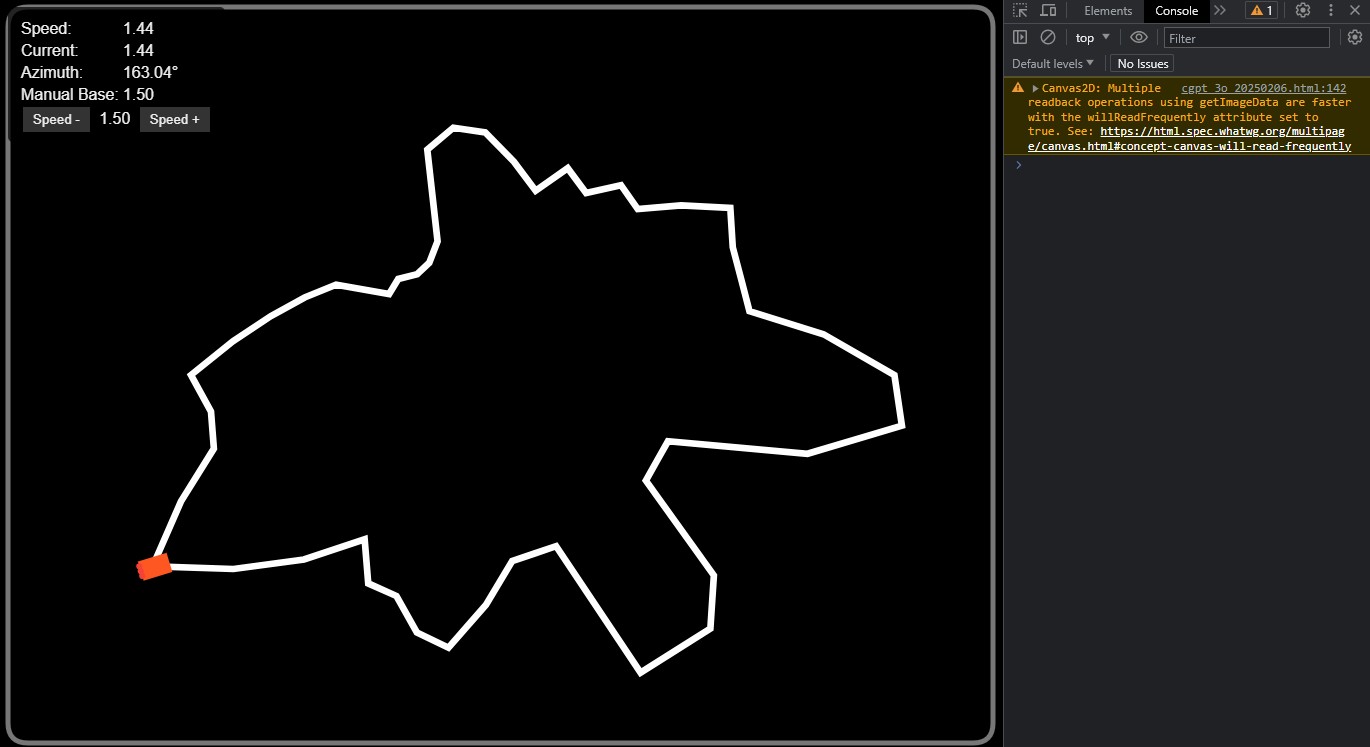 Speed: 1.44
Current: 1.44
Azimuth: 163.04°
Manual Base: 1.50
Speed - 1.50 Speed +
Elements Console 1
top Filter
Default levels No Issues
Canvas2D: Multiple cgpt_3o_20250206.html:142
readback operations using getImageData are faster
with the willReadFrequently attribute set to
true. See: https://html.spec.whatwg.org/multipag
e/canvas.html#concept-canvas-will-read-frequently